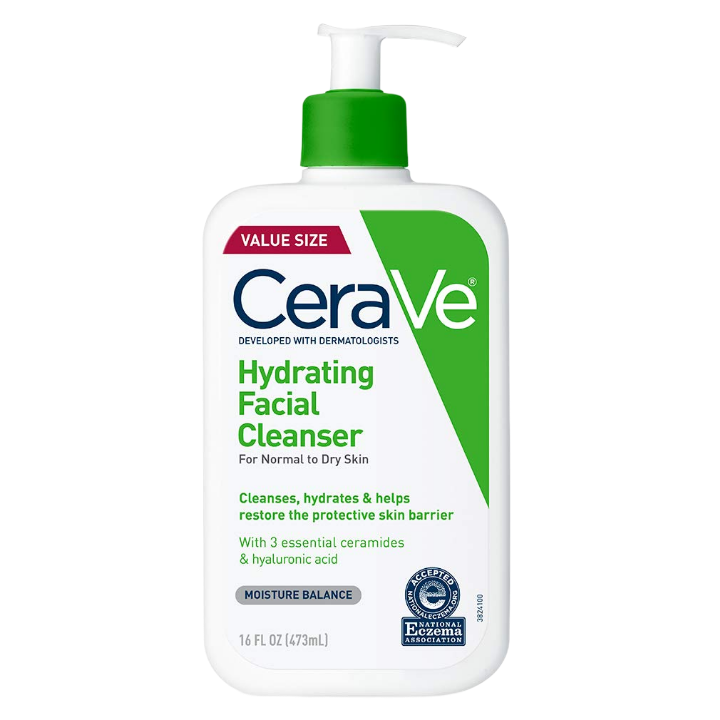 VALUE SIZE
CeraVe®
DEVELOPED WITH DERMATOLOGISTS
Hydrating
Facial
Cleanser
For Normal to Dry Skin
Cleanses, hydrates & helps
restore the protective skin barrier
With 3 essential ceramides
& hyaluronic acid
MOISTURE BALANCE
16 FL OZ (473mL)
ACCEPTED
NATIONALECZEMA.ORG
NATIONAL
Eczema
ASSOCIATION
3824100